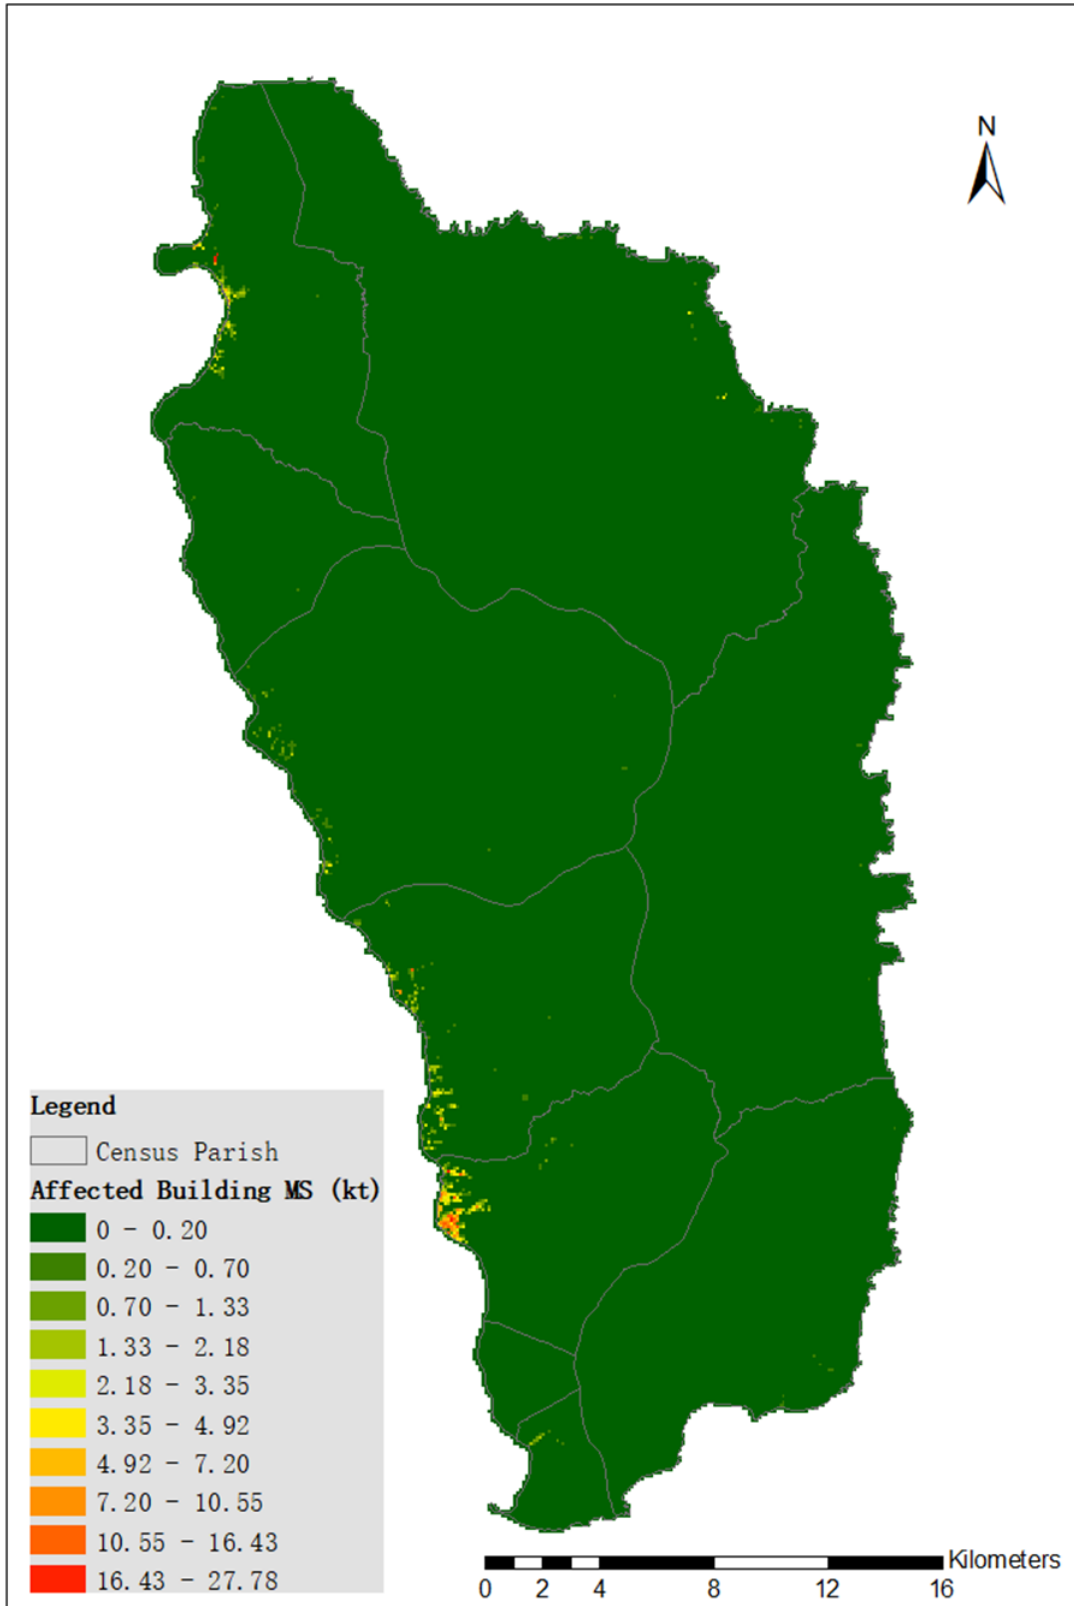 N
Legend
Census Parish
Affected Building MS (kt)
0 - 0.20
0.20 - 0.70
0.70 - 1.33
1.33 - 2.18
2.18 - 3.35
3.35 - 4.92
4.92 - 7.20
7.20 - 10.55
10.55 - 16.43
16.43 - 27.78
Kilometers
0 2 4 8 12 16